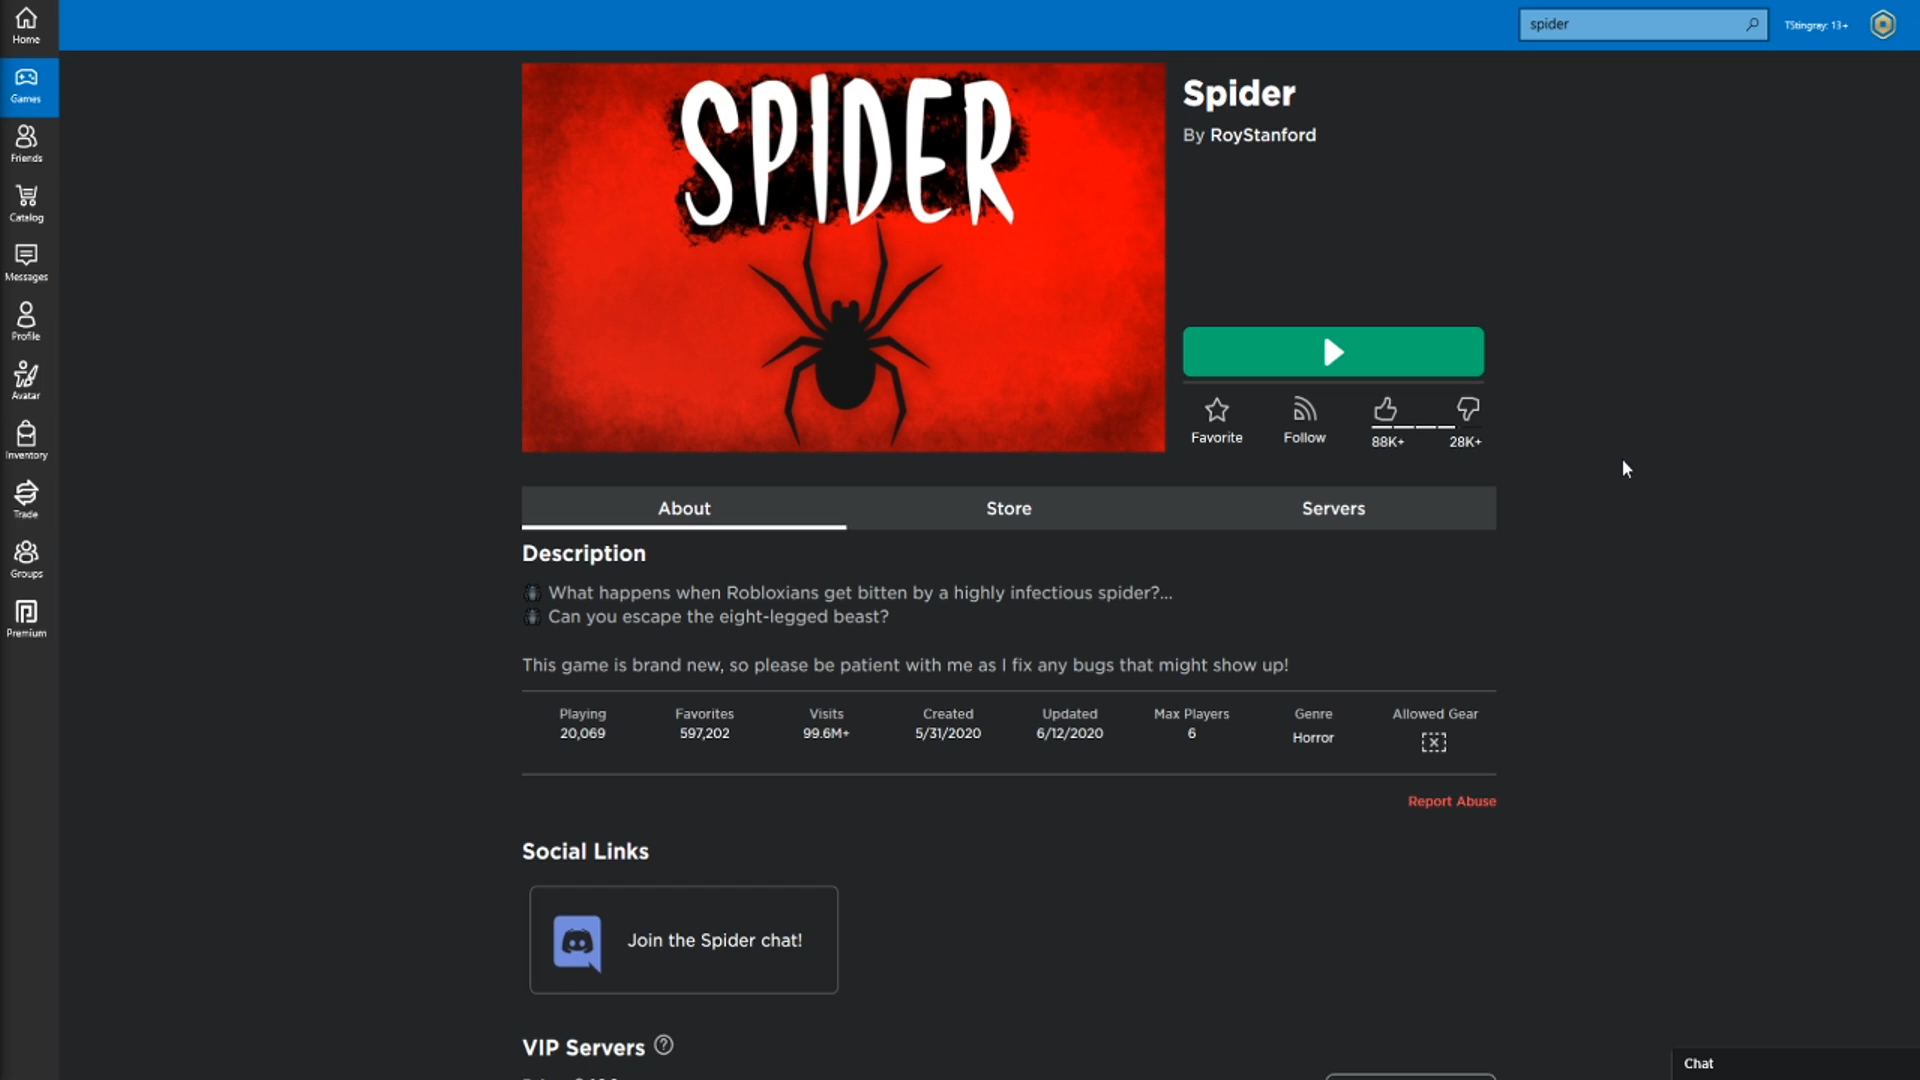 Home
Games
Friends
Catalog
Messages
Profile
Avatar
Inventory
Trade
Groups
Premium
spider
TStingray: 13+
SPIDER
Spider
By RoyStanford
Favorite
Follow
88K+
28K+
About
Store
Servers
Description
What happens when Robloxians get bitten by a highly infectious spider?...
Can you escape the eight-legged beast?
This game is brand new, so please be patient with me as I fix any bugs that might show up!
Playing
20,069
Favorites
597,202
Visits
99.6M+
Created
5/31/2020
Updated
6/12/2020
Max Players
6
Genre
Horror
Allowed Gear
Report Abuse
Social Links
Join the Spider chat!
VIP Servers
Chat